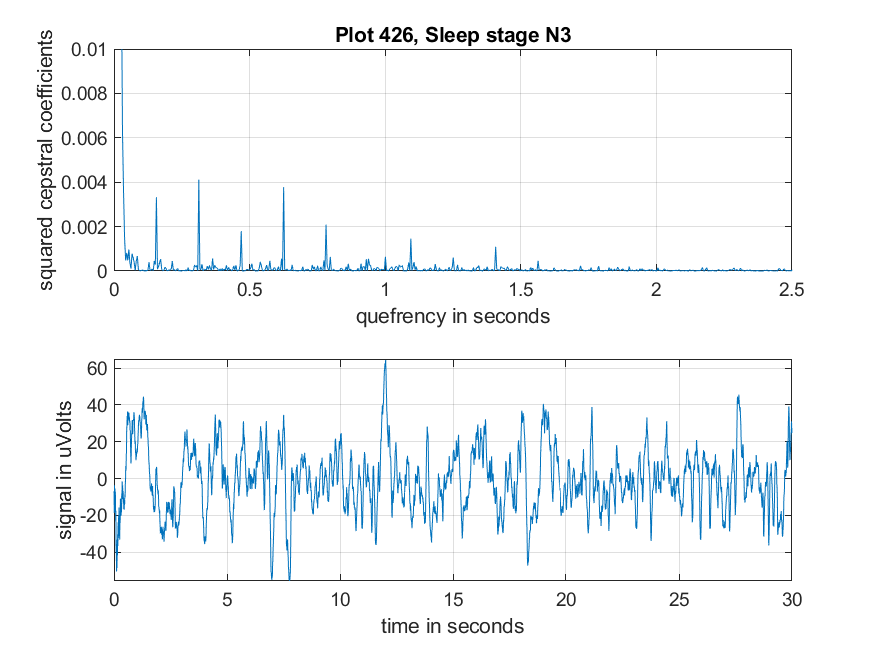 Plot 426, Sleep stage N3
squared cepstral coefficients
0.01
0.008
0.006
0.004
0.002
0
0 0.5 1 1.5 2 2.5
quefrency in seconds
signal in uVolts
60
40
20
0
-20
-40
0 5 10 15 20 25 30
time in seconds